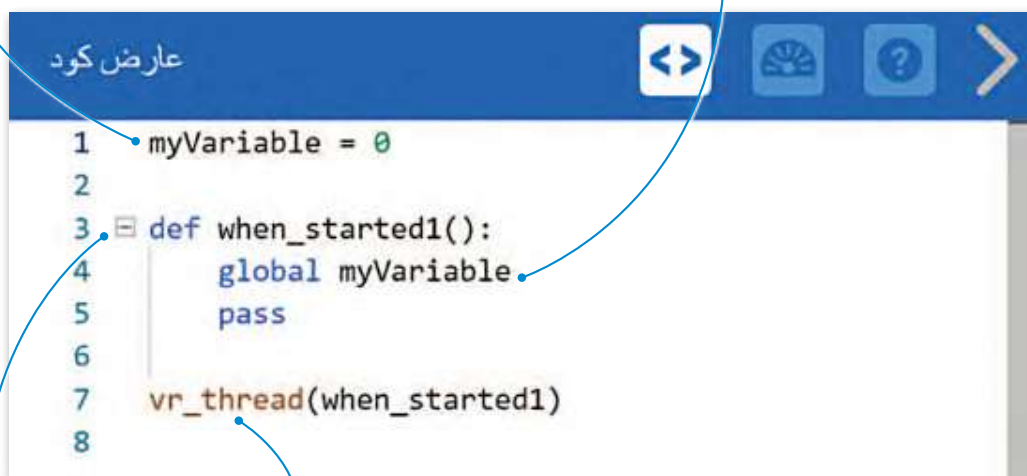 عارض كود
<> ?
1 myVariable = 0
2
3 def when_started1():
4 global myVariable
5 pass
6
7 vr_thread(when_started1)
8